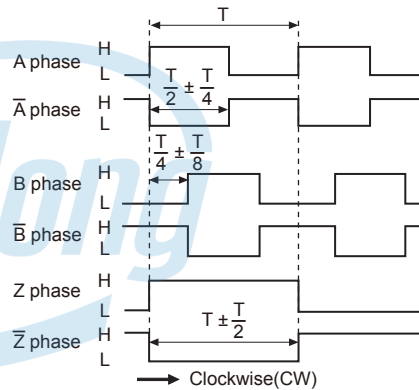 T
A phase H
L
A̅ phase H
L
T/2 ± T/4
T/4 ± T/8
B phase H
L
B̅ phase H
L
Z phase H
L
T ± T/2
Z̅ phase H
L
Clockwise(CW)